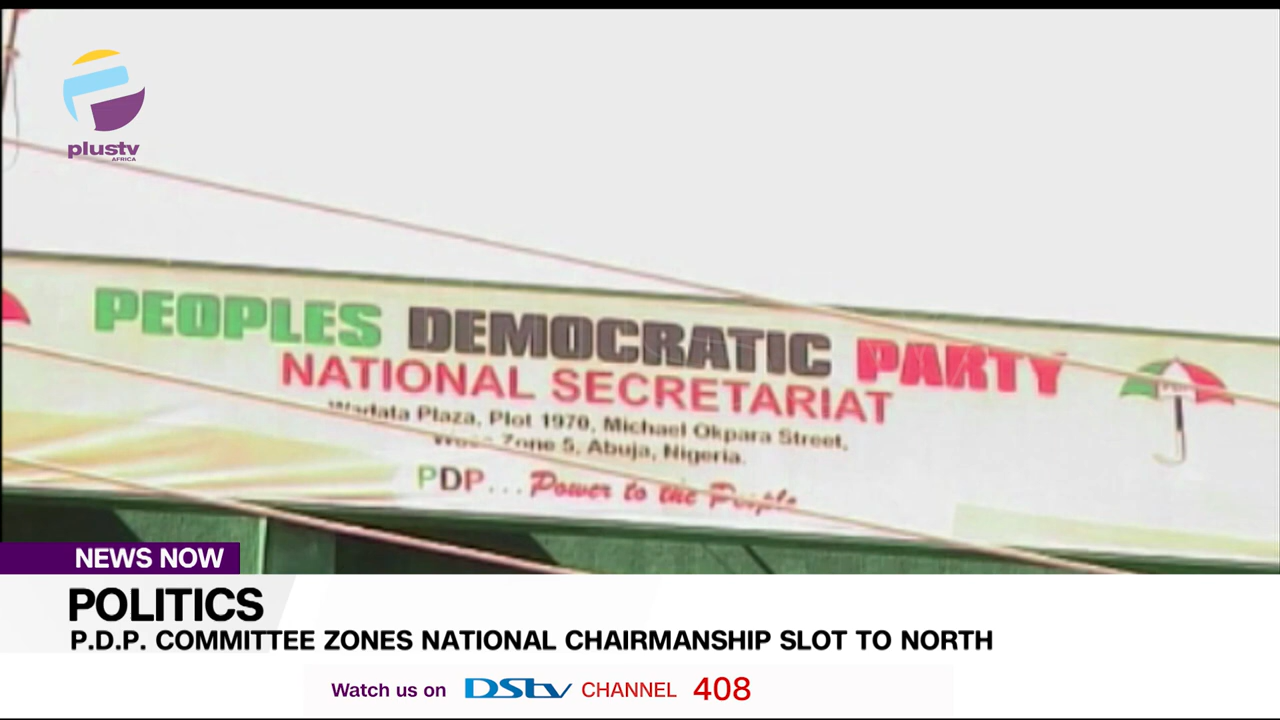 plustv
AFRICA
PEOPLES DEMOCRATIC PARTY
NATIONAL SECRETARIAT
Wadata Plaza, Plot 1970, Michael Okpara Street,
Zone 5, Abuja, Nigeria.
PDP... Power to the People
NEWS NOW
POLITICS
P.D.P. COMMITTEE ZONES NATIONAL CHAIRMANSHIP SLOT TO NORTH
Watch us on DStv CHANNEL 408